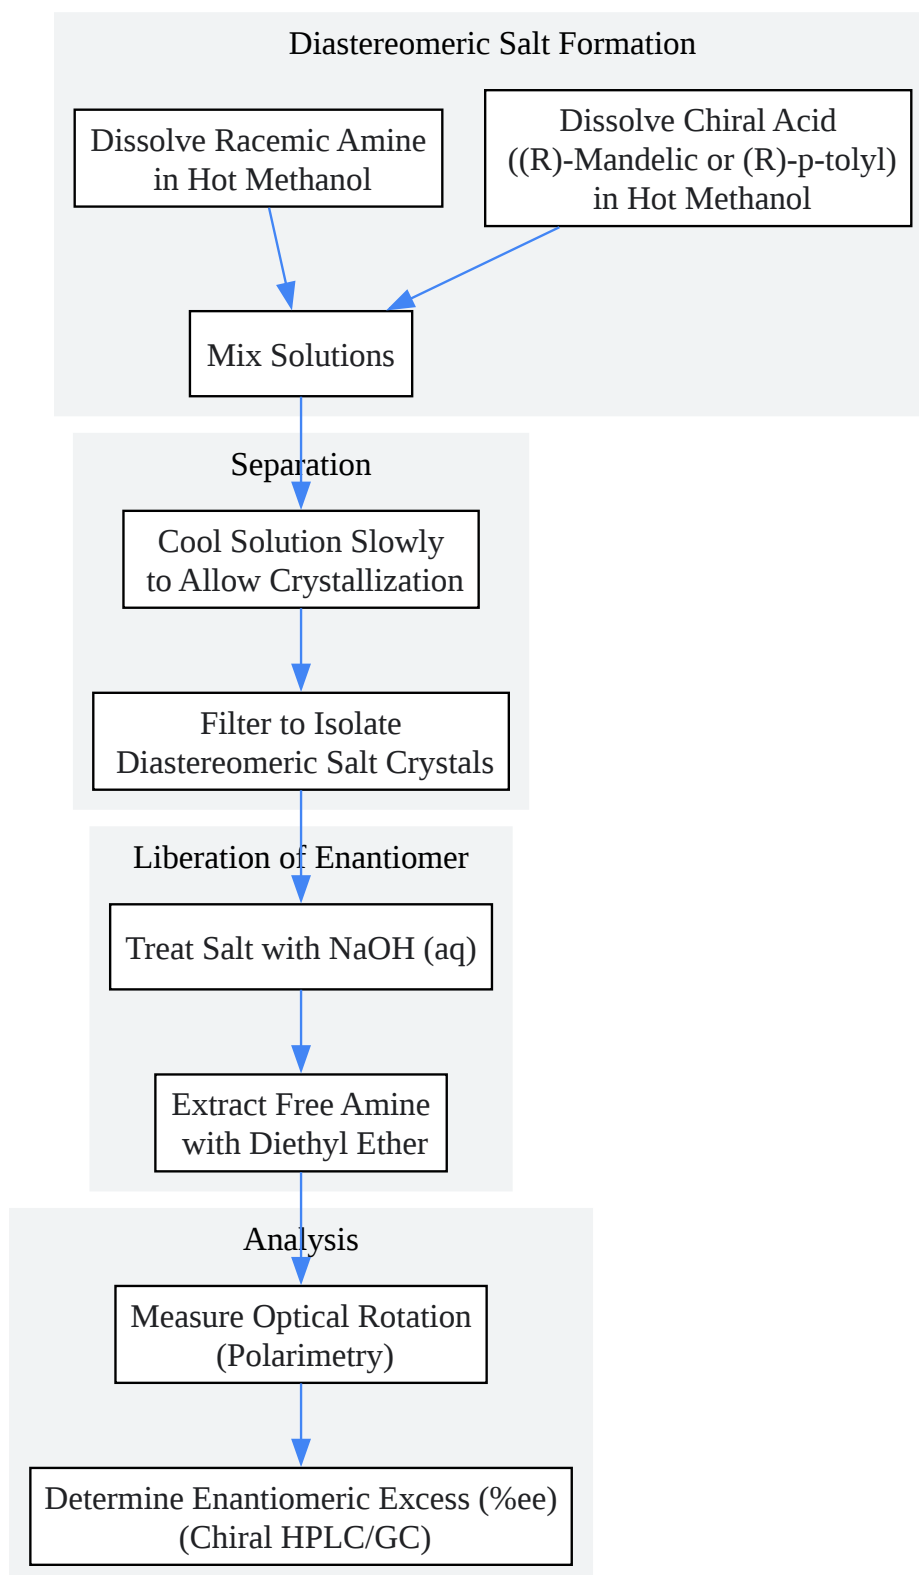 Diastereomeric Salt Formation
Dissolve Racemic Amine
in Hot Methanol
Dissolve Chiral Acid
((R)-Mandelic or (R)-p-tolyl)
in Hot Methanol
Mix Solutions
Separation
Cool Solution Slowly
to Allow Crystallization
Filter to Isolate
Diastereomeric Salt Crystals
Liberation of Enantiomer
Treat Salt with NaOH (aq)
Extract Free Amine
with Diethyl Ether
Analysis
Measure Optical Rotation
(Polarimetry)
Determine Enantiomeric Excess (%ee)
(Chiral HPLC/GC)